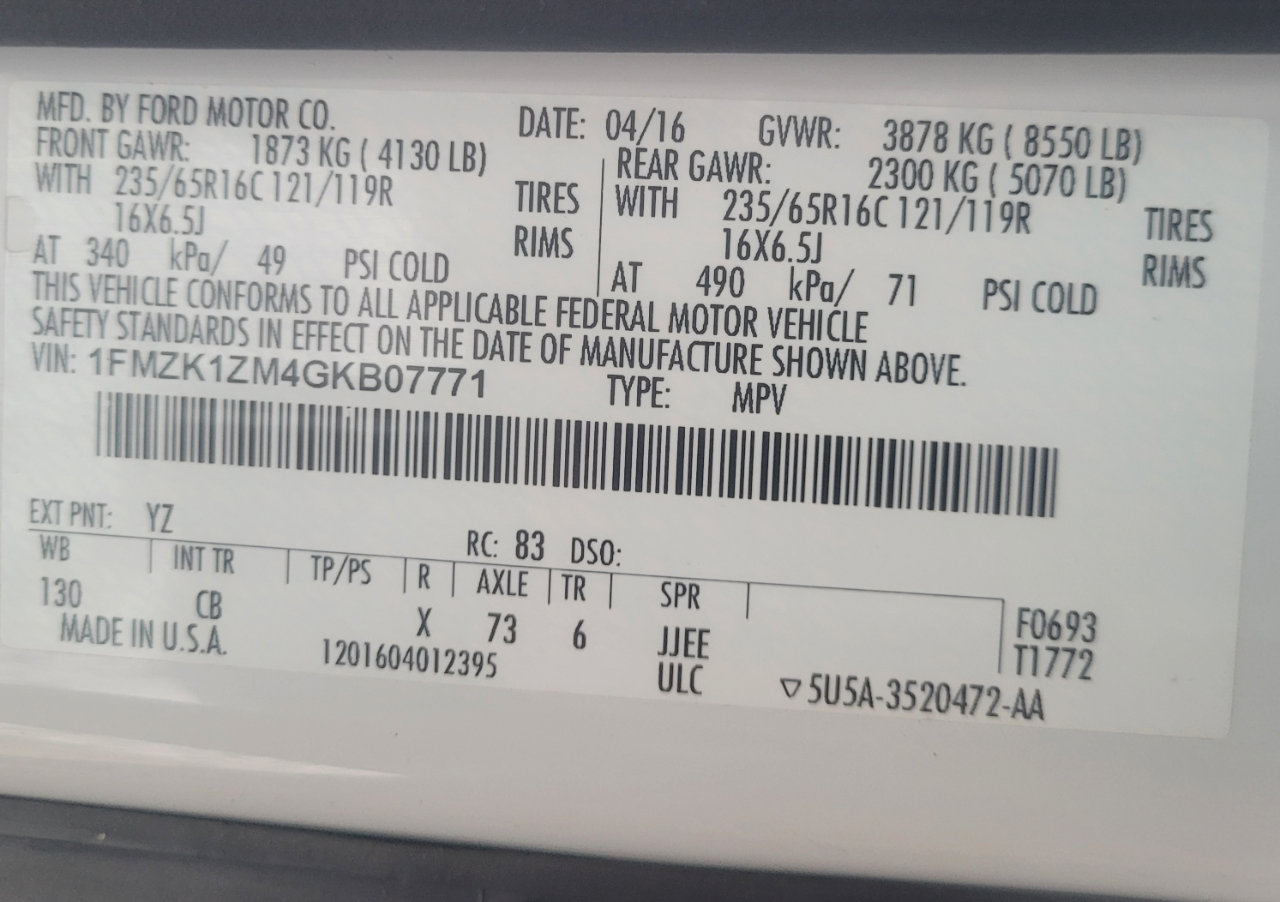 MFD. BY FORD MOTOR CO. DATE: 04/16 GVWR: 3878 KG ( 8550 LB)
FRONT GAWR: 1873 KG ( 4130 LB) REAR GAWR: 2300 KG ( 5070 LB)
WITH 235/65R16C 121/119R TIRES WITH 235/65R16C 121/119R TIRES
16X6.5J RIMS 16X6.5J RIMS
AT 340 kPa/ 49 PSI COLD AT 490 kPa/ 71 PSI COLD
THIS VEHICLE CONFORMS TO ALL APPLICABLE FEDERAL MOTOR VEHICLE
SAFETY STANDARDS IN EFFECT ON THE DATE OF MANUFACTURE SHOWN ABOVE.
VIN: 1FMZK1ZM4GKB07771 TYPE: MPV
EXT PNT: YZ RC: 83 DSO:
WB INT TR TP/PS R AXLE TR SPR
130 CB X 73 6 JJEE F0693
MADE IN U.S.A. 1201604012395 ULC T1772
▽5U5A-3520472-AA